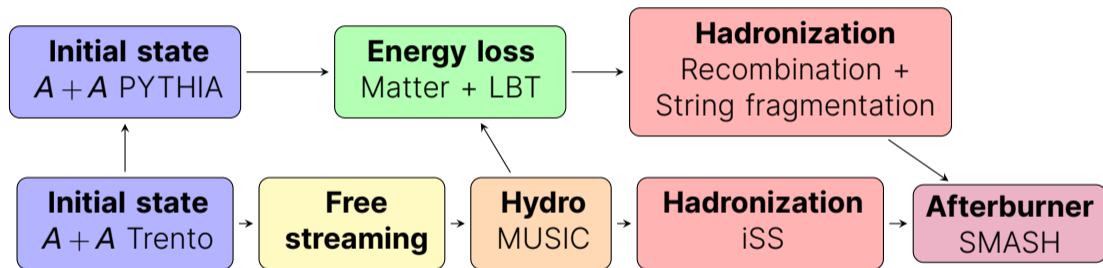 Initial state
A + A PYTHIA
Energy loss
Matter + LBT
Hadronization
Recombination +
String fragmentation
Initial state
A + A Trento
Free
streaming
Hydro
MUSIC
Hadronization
iSS
Afterburner
SMASH